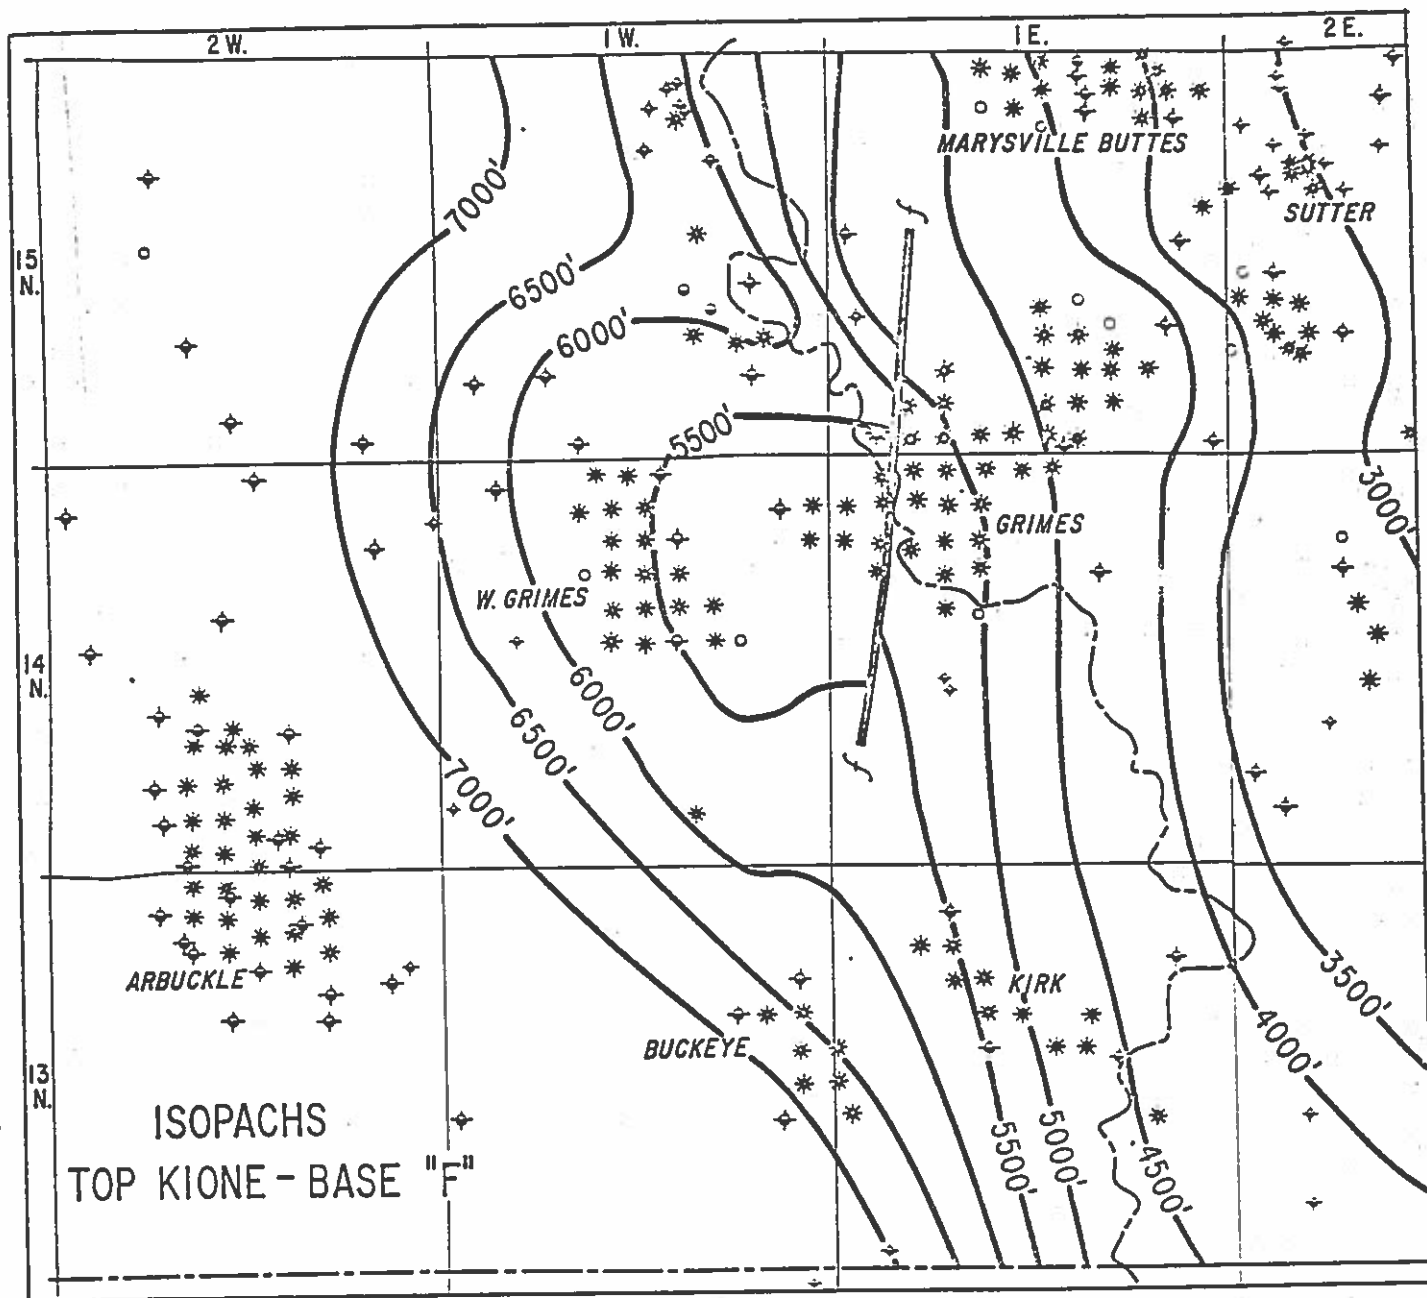 2 W.
1 W.
1 E.
2 E.
MARYSVILLE BUTTES
7000'
SUTTER
f
15
N.
6500'
6000'
5500'
3000'
GRIMES
W. GRIMES
14
N.
6000'
6500'
f
7000'
ARBUCKLE
KIRK
3500'
4000'
BUCKEYE
13
N.
ISOPACHS
5500'
5000'
4500'
TOP KIONE - BASE "F"